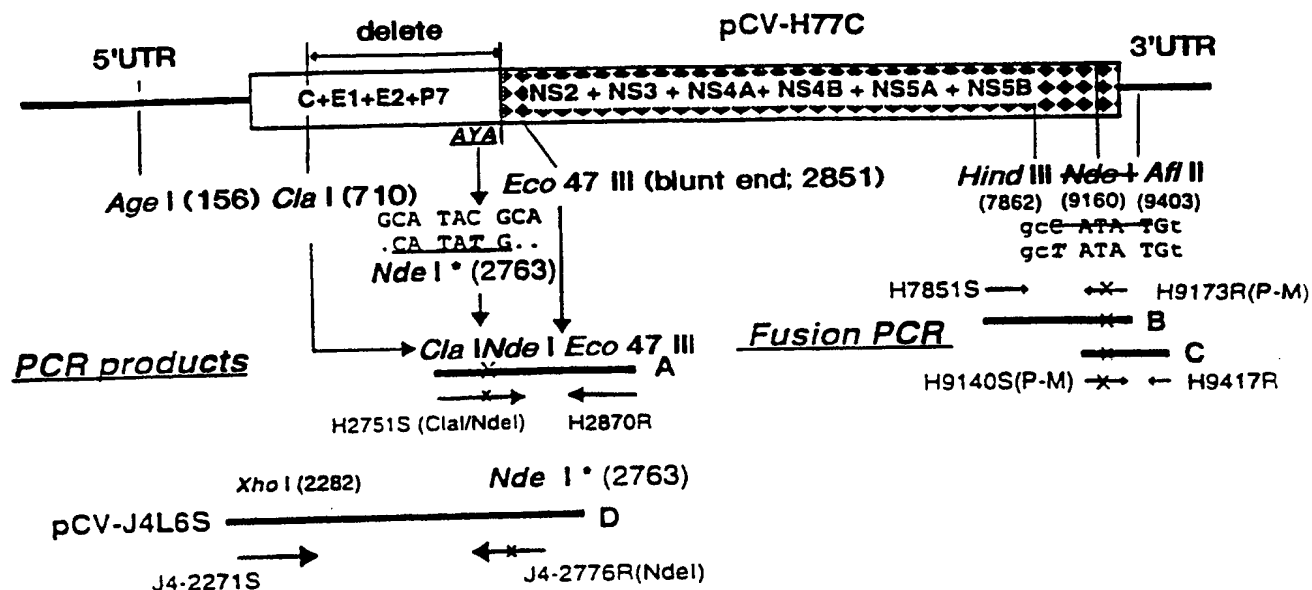 pCV-H77C
delete
5'UTR
3'UTR
C+E1+E2+P7
NS2 + NS3 + NS4A+ NS4B + NS5A + NS5B
AYA
Age I (156) Cla I (710)
Eco 47 III (blunt end; 2851)
Hind III Nde I Afl II
(7862) (9160) (9403)
GCA TAC GCA
.CA TAT G..
Nde I * (2763)
gcC ATA TGt
gcT ATA TGt
H7851S
H9173R(P-M)
B
Fusion PCR
C
H9140S(P-M)
H9417R
PCR products
Cla I Nde I Eco 47 III
A
H2751S (ClaI/NdeI)
H2870R
Xho I (2282)
Nde I * (2763)
pCV-J4L6S
D
J4-2271S
J4-2776R(NdeI)